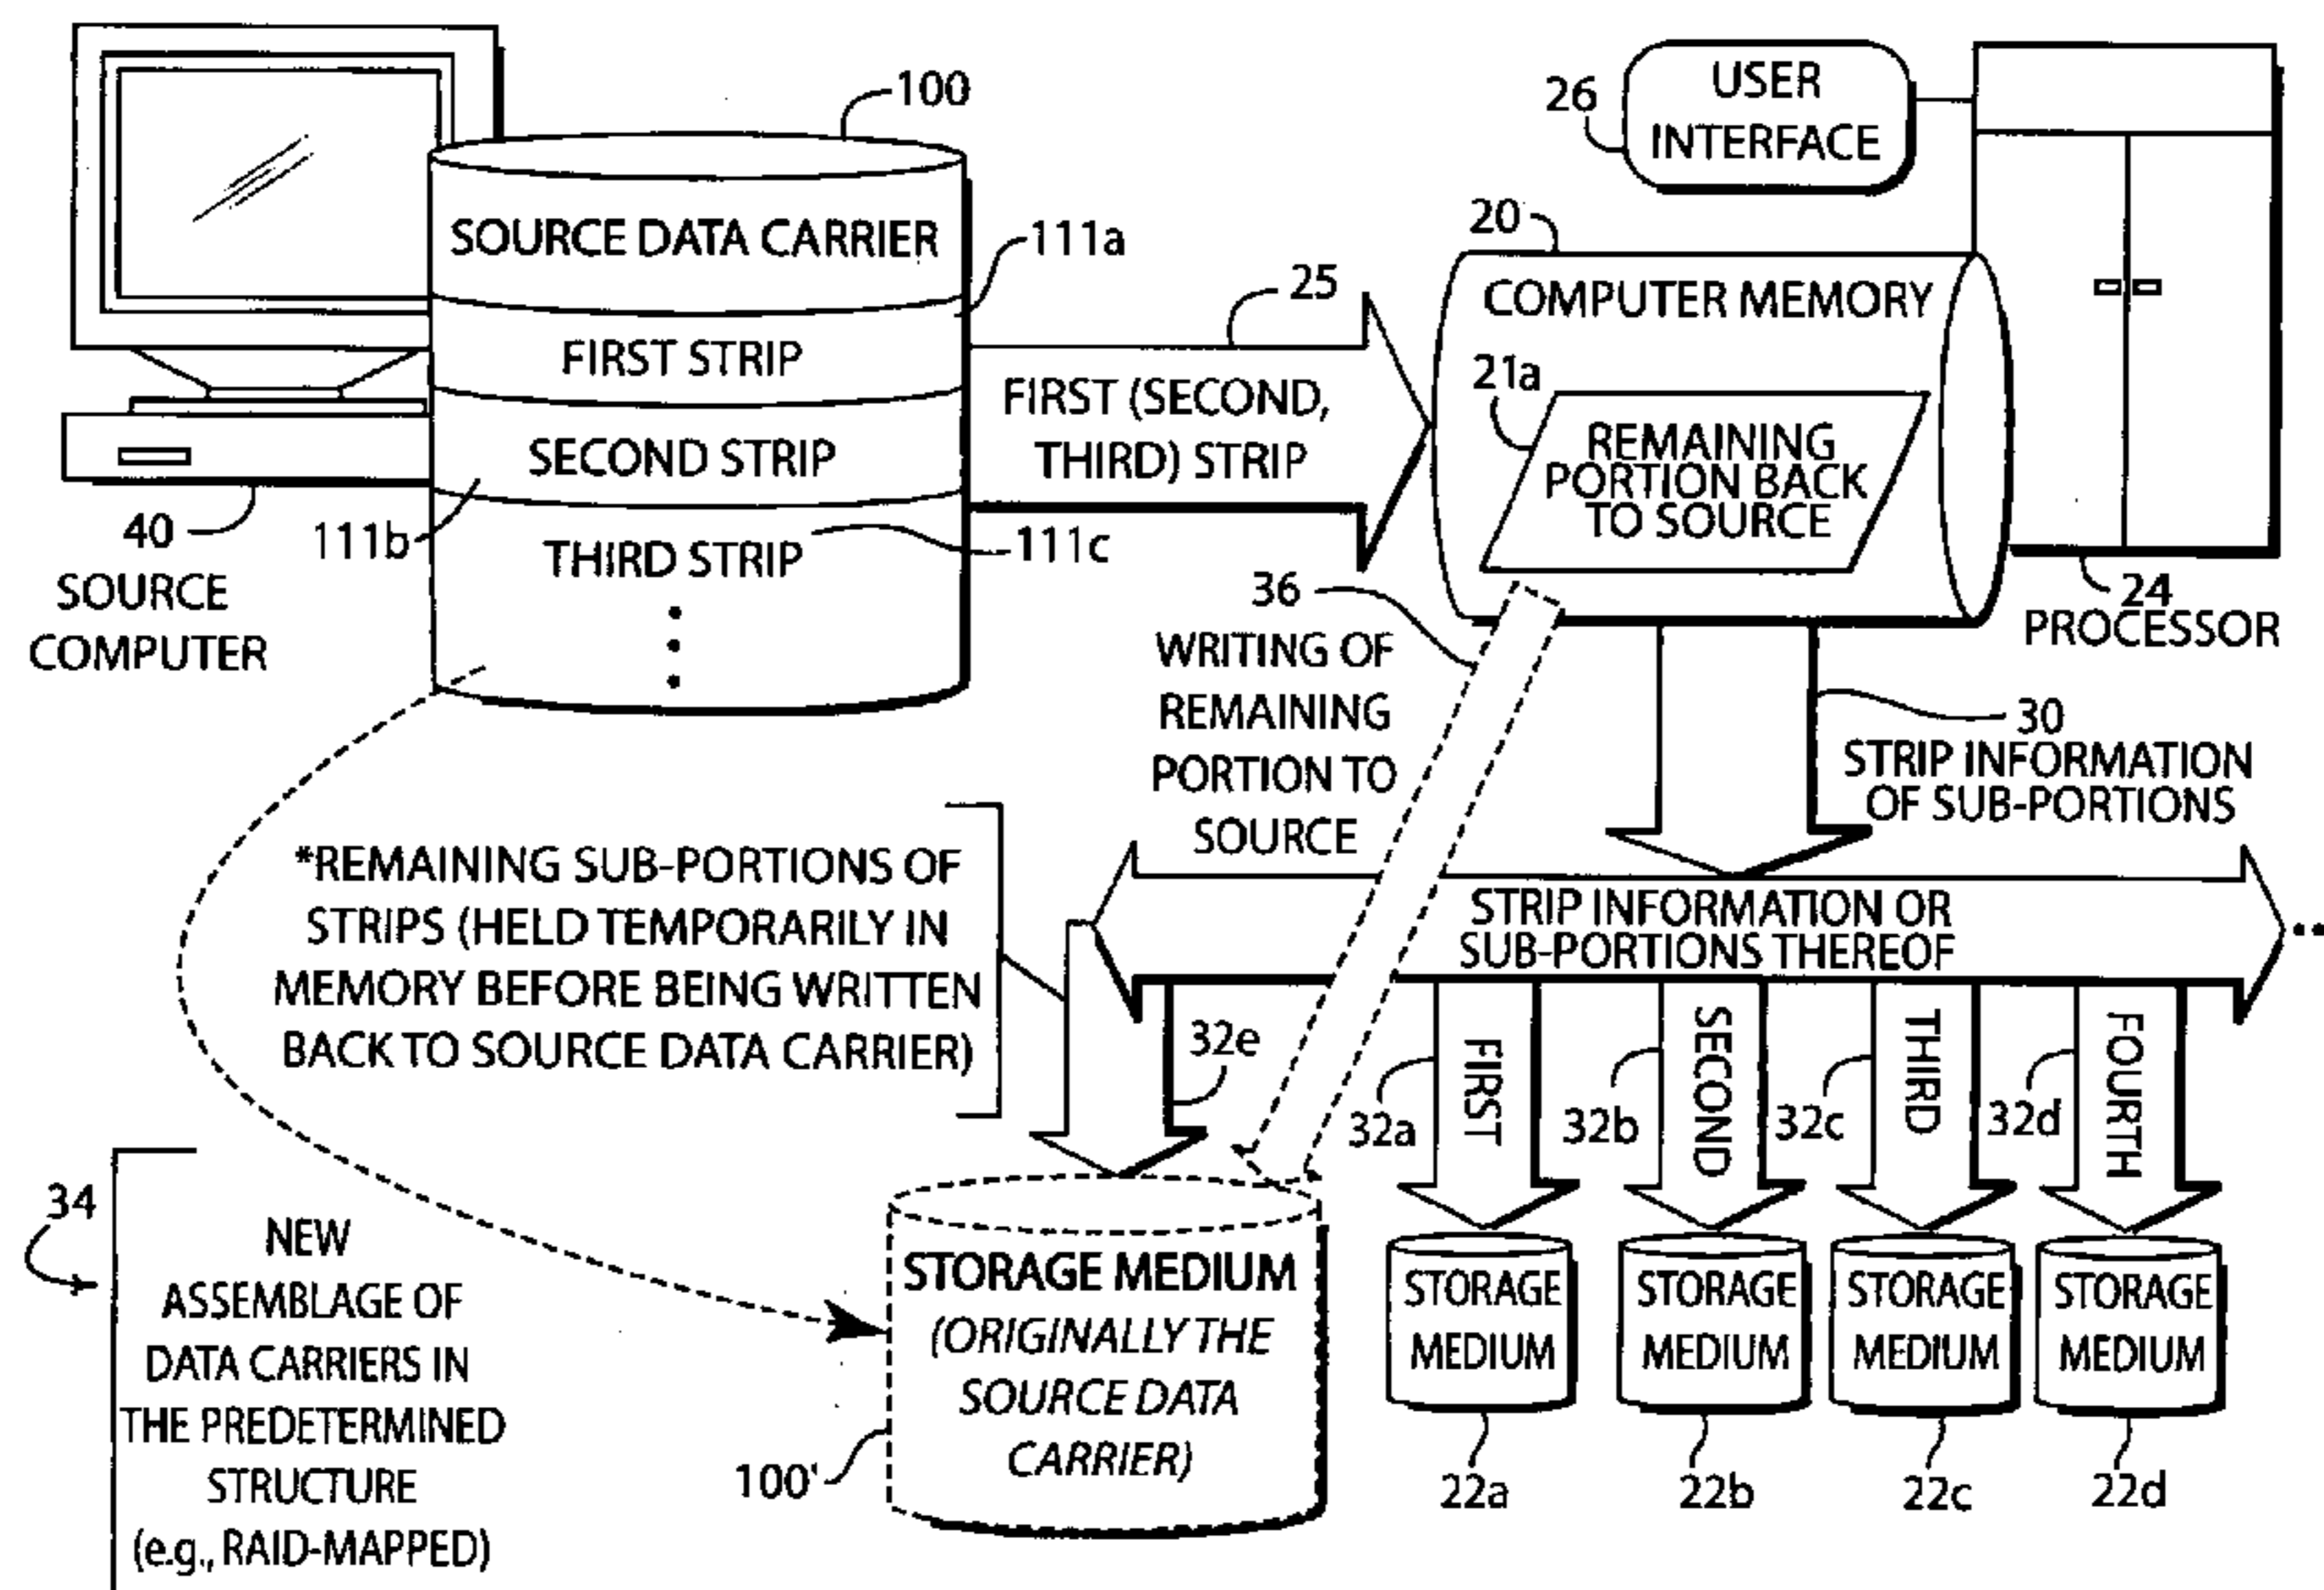 100
SOURCE DATA CARRIER
111a
FIRST STRIP
SECOND STRIP
111b
THIRD STRIP
111c
40
SOURCE
COMPUTER
25
FIRST (SECOND,
THIRD) STRIP
26
USER
INTERFACE
20
COMPUTER MEMORY
21a
REMAINING
PORTION BACK
TO SOURCE
24
PROCESSOR
36
WRITING OF
REMAINING
PORTION TO
SOURCE
30
STRIP INFORMATION
OF SUB-PORTIONS
*REMAINING SUB-PORTIONS OF
STRIPS (HELD TEMPORARILY IN
MEMORY BEFORE BEING WRITTEN
BACK TO SOURCE DATA CARRIER)
STRIP INFORMATION OR
SUB-PORTIONS THEREOF
32e
32a
FIRST
32b
SECOND
32c
THIRD
32d
FOURTH
34
NEW
ASSEMBLAGE OF
DATA CARRIERS IN
THE PREDETERMINED
STRUCTURE
(e.g., RAID-MAPPED)
STORAGE MEDIUM
(ORIGINALLY THE
SOURCE DATA
CARRIER)
100'
STORAGE
MEDIUM
22a
STORAGE
MEDIUM
22b
STORAGE
MEDIUM
22c
STORAGE
MEDIUM
22d